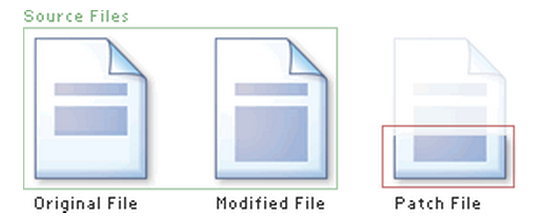 Source Files
Original File
Modified File
Patch File